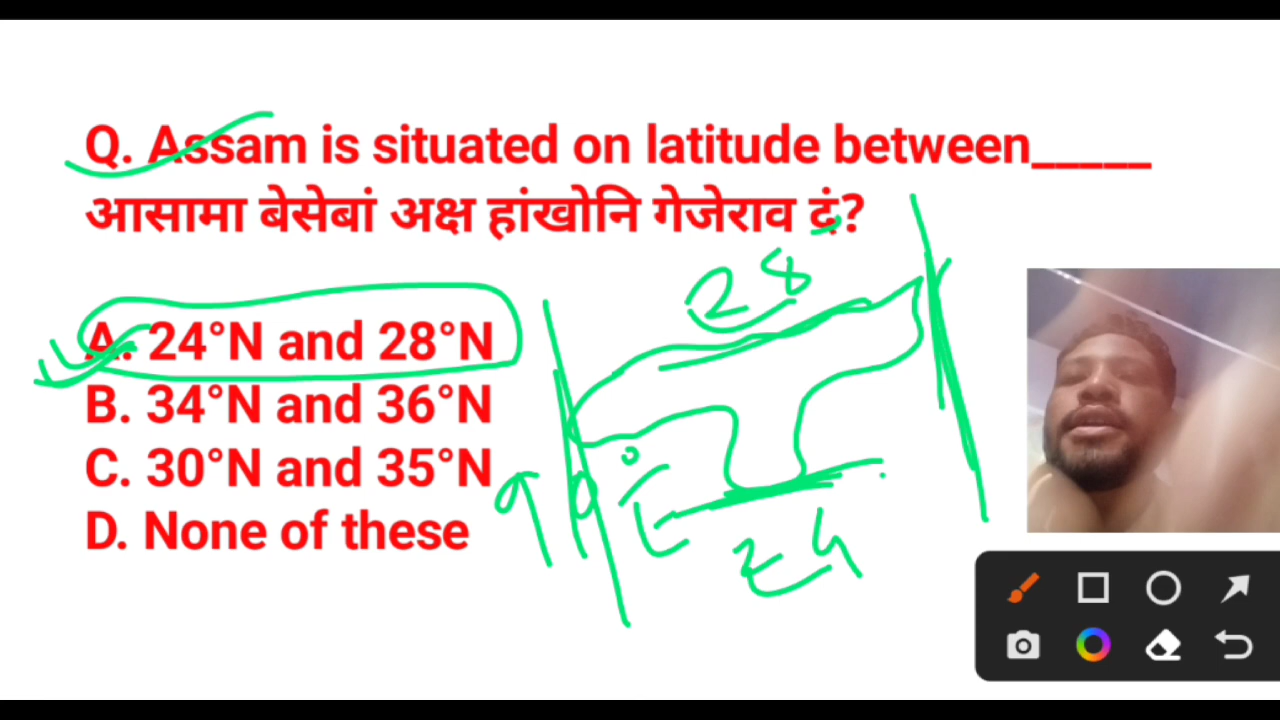 Q. Assam is situated on latitude between_____
आसामा बेसेबां अक्ष हांखोनि गेजेराव दं?
A. 24°N and 28°N
B. 34°N and 36°N
C. 30°N and 35°N
D. None of these
28
24